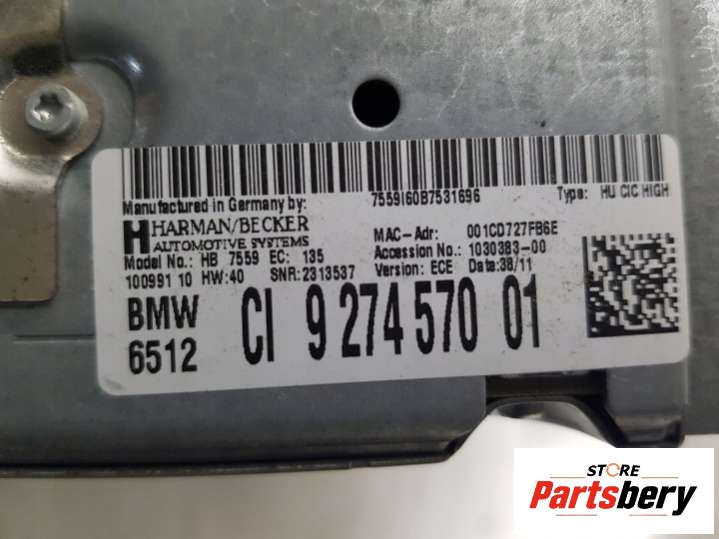 Manufactured in Germany by:
7559I60B7531696
Type: HU CIC HIGH
HARMAN/BECKER
AUTOMOTIVE SYSTEMS
MAC-Adr: 001CD727FB6E
Accession No.: 1030383-00
Model No.: HB 7559 EC: 135
Version: ECE Date:38/11
100991 10 HW:40 SNR:2313537
BMW
6512
CI 9 274 570 01
STORE
Partsbery